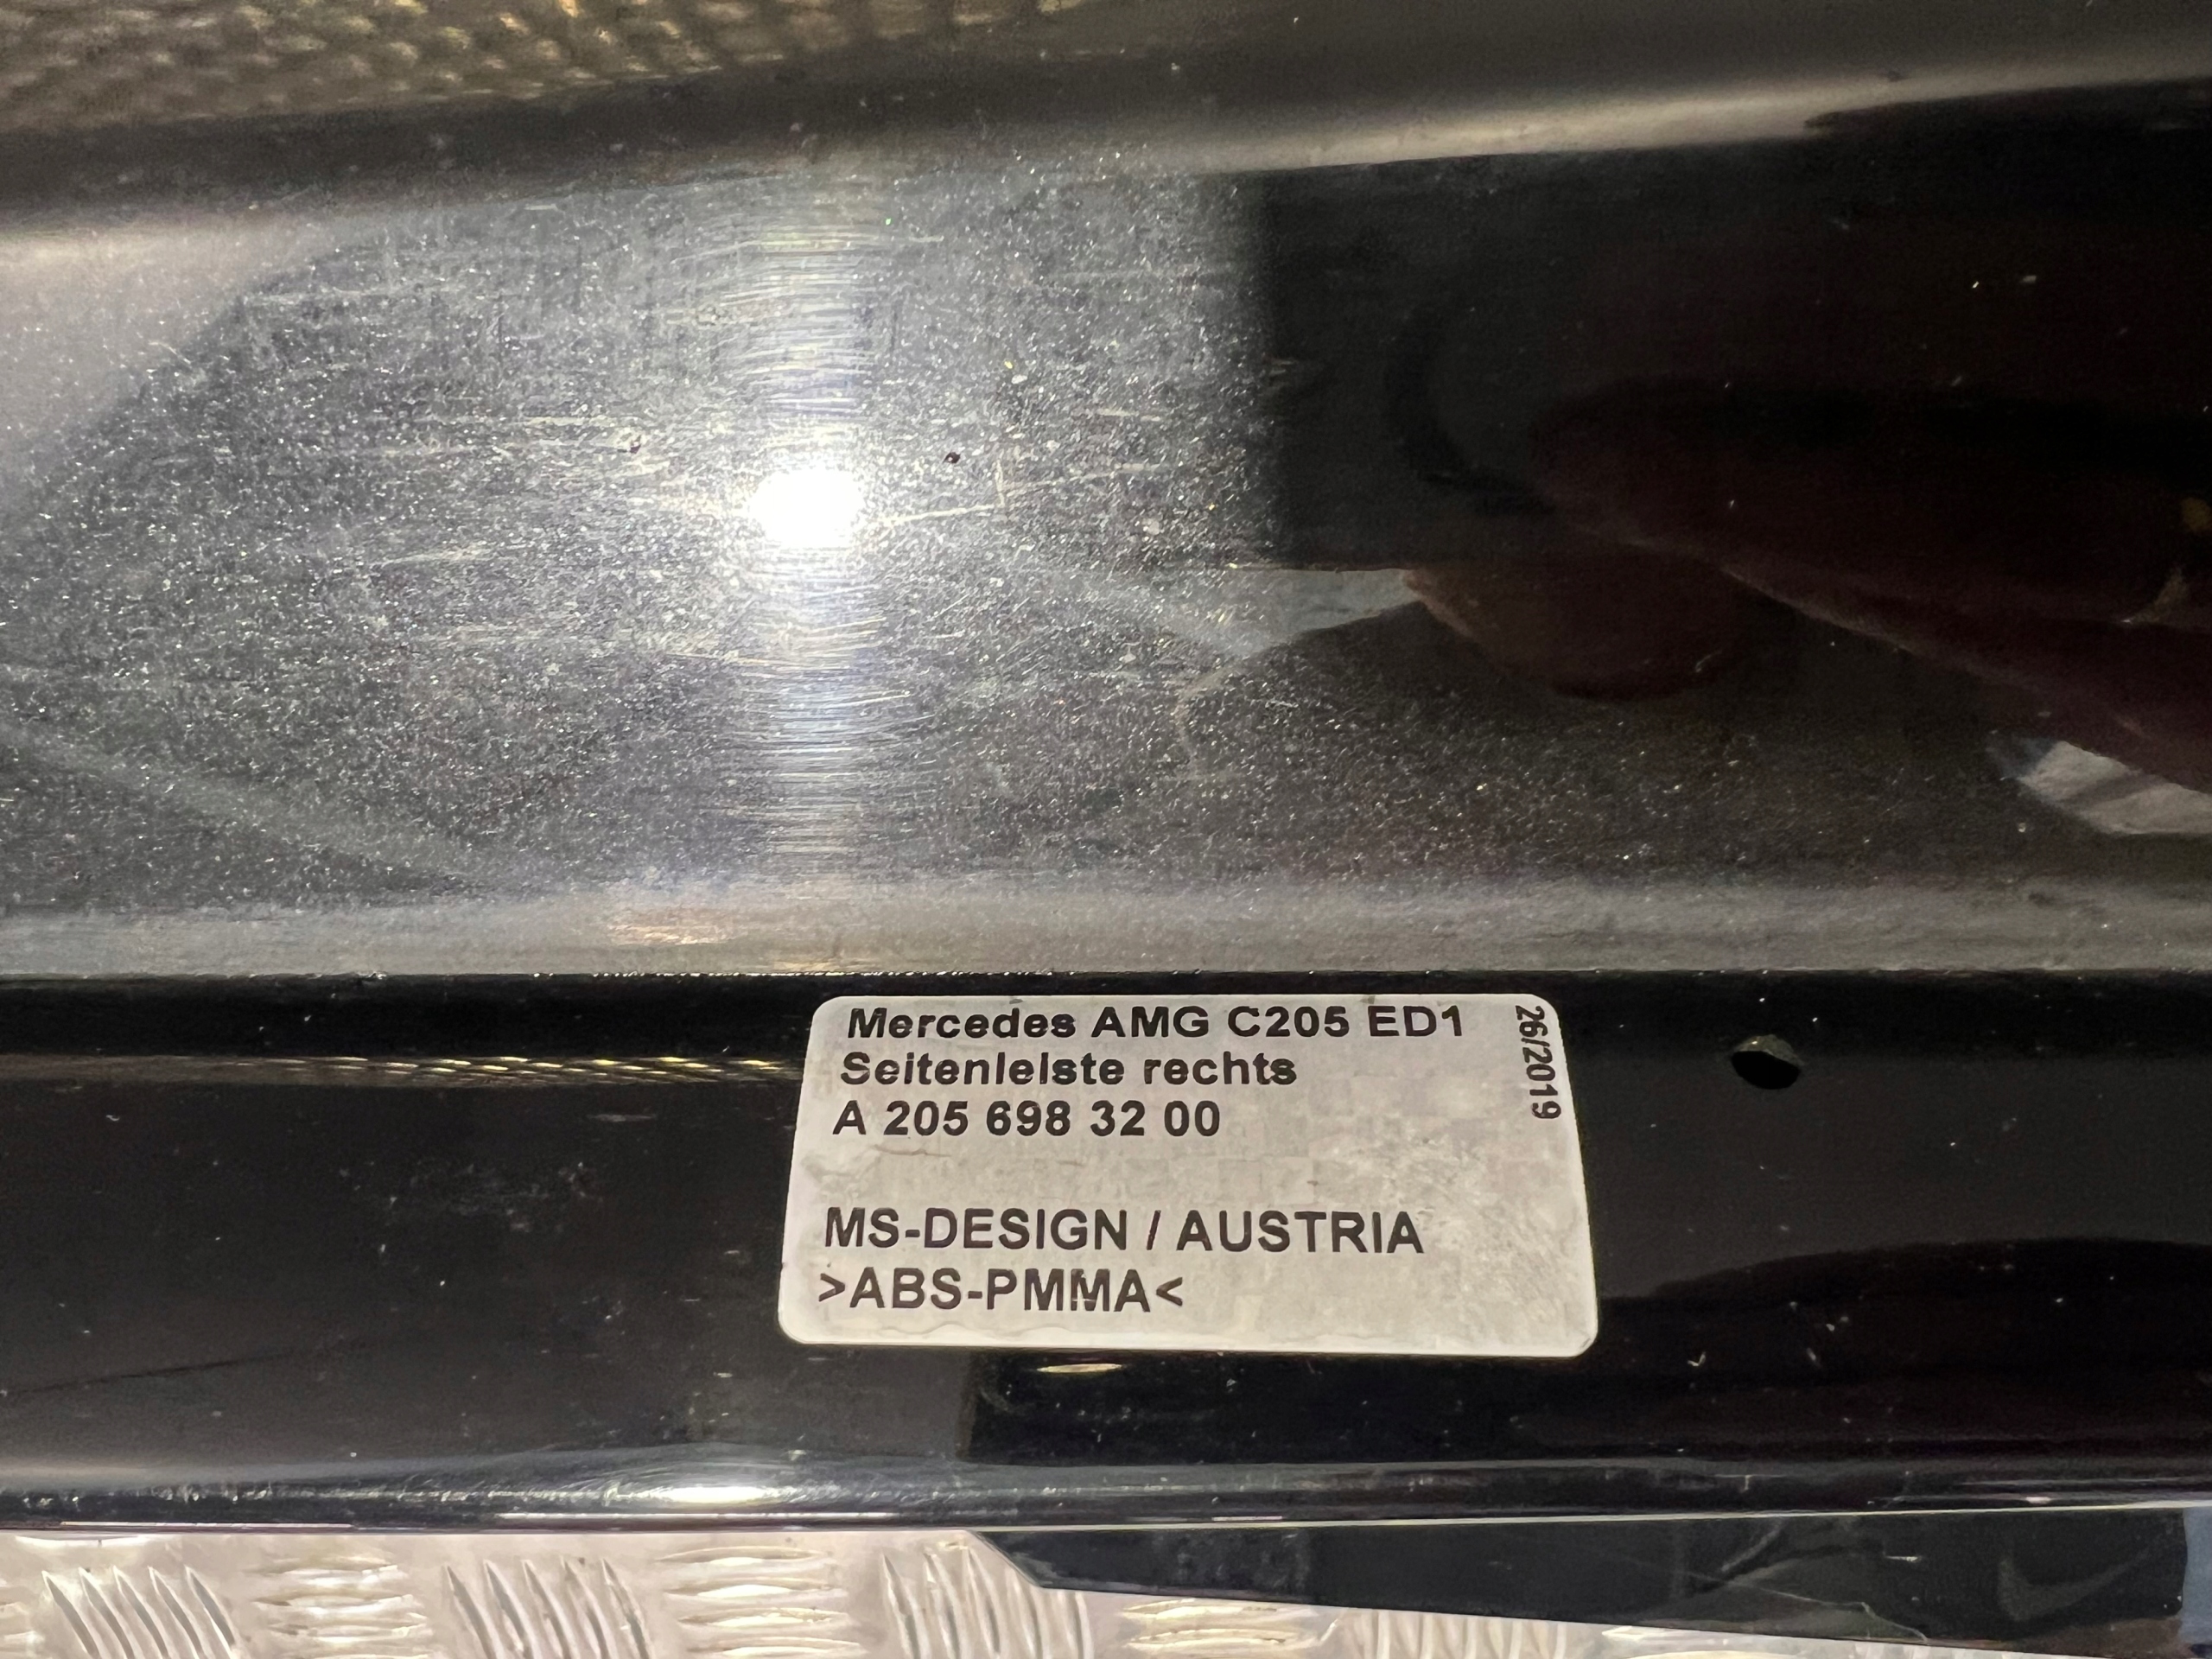 Mercedes AMG C205 ED1
Seitenleiste rechts
A 205 698 32 00
MS-DESIGN / AUSTRIA
>ABS-PMMA<
26/2019